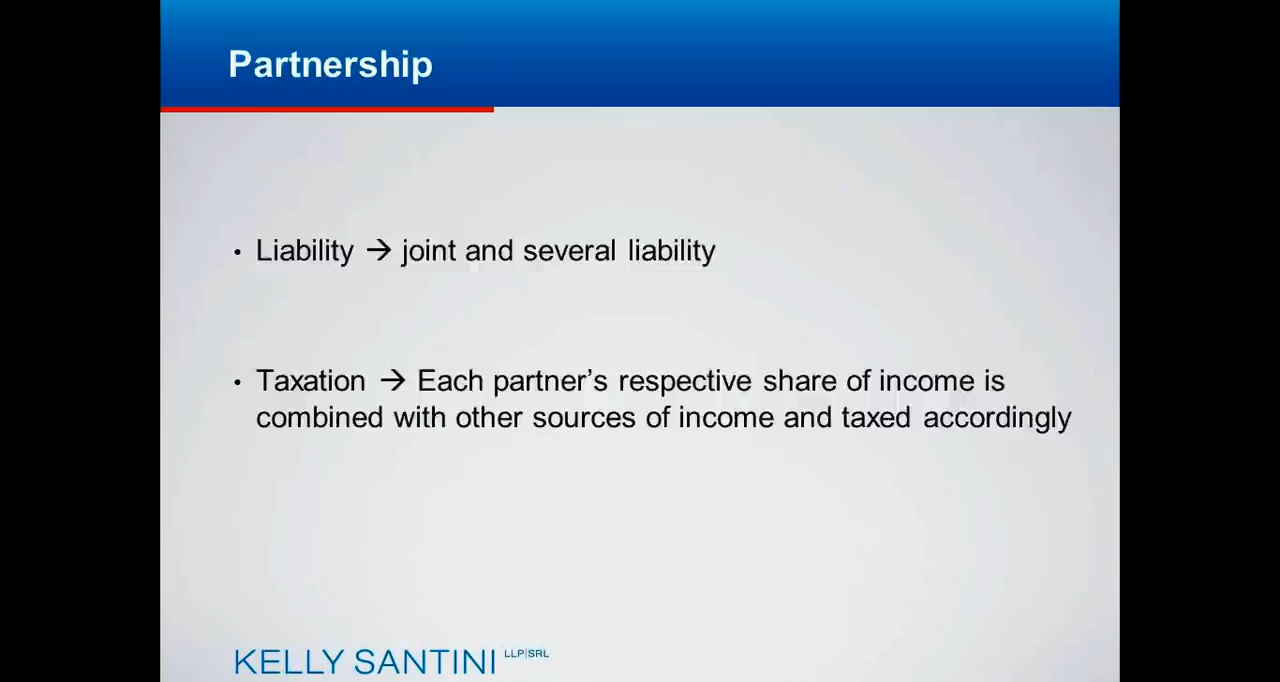 Partnership
• Liability → joint and several liability
• Taxation → Each partner’s respective share of income is
combined with other sources of income and taxed accordingly
KELLY SANTINI LLP|SRL